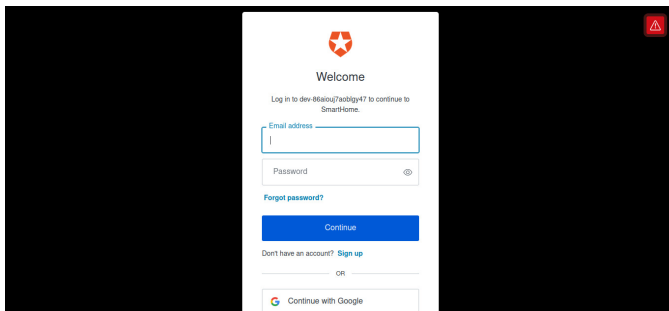 Welcome
Log in to dev-86aiouj7aoblgy47 to continue to
SmartHome.
Email address
Password
Forgot password?
Continue
Don't have an account? Sign up
OR
Continue with Google